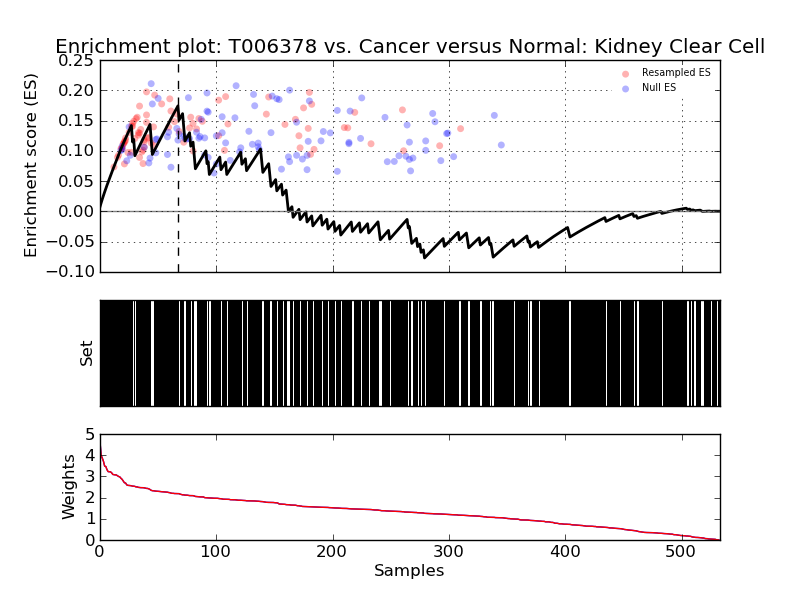 Enrichment plot: T006378 vs. Cancer versus Normal: Kidney Clear Cell
Enrichment score (ES)
0.25
0.20
0.15
0.10
0.05
0.00
−0.05
−0.10
Resampled ES
Null ES
Set
Weights
5
4
3
2
1
0
0 100 200 300 400 500
Samples